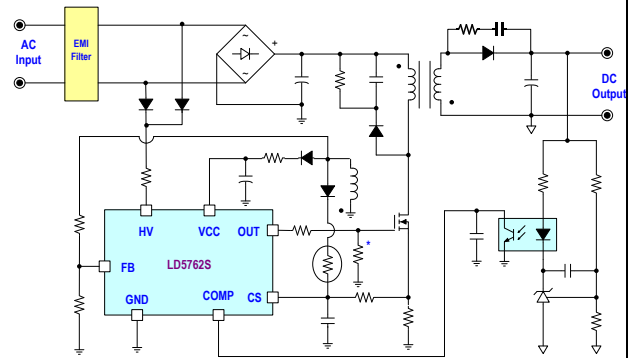 AC
Input
EMI
Filter
~
+
~
DC
Output
HV
VCC
OUT
*
FB
LD5762S
GND
COMP
CS